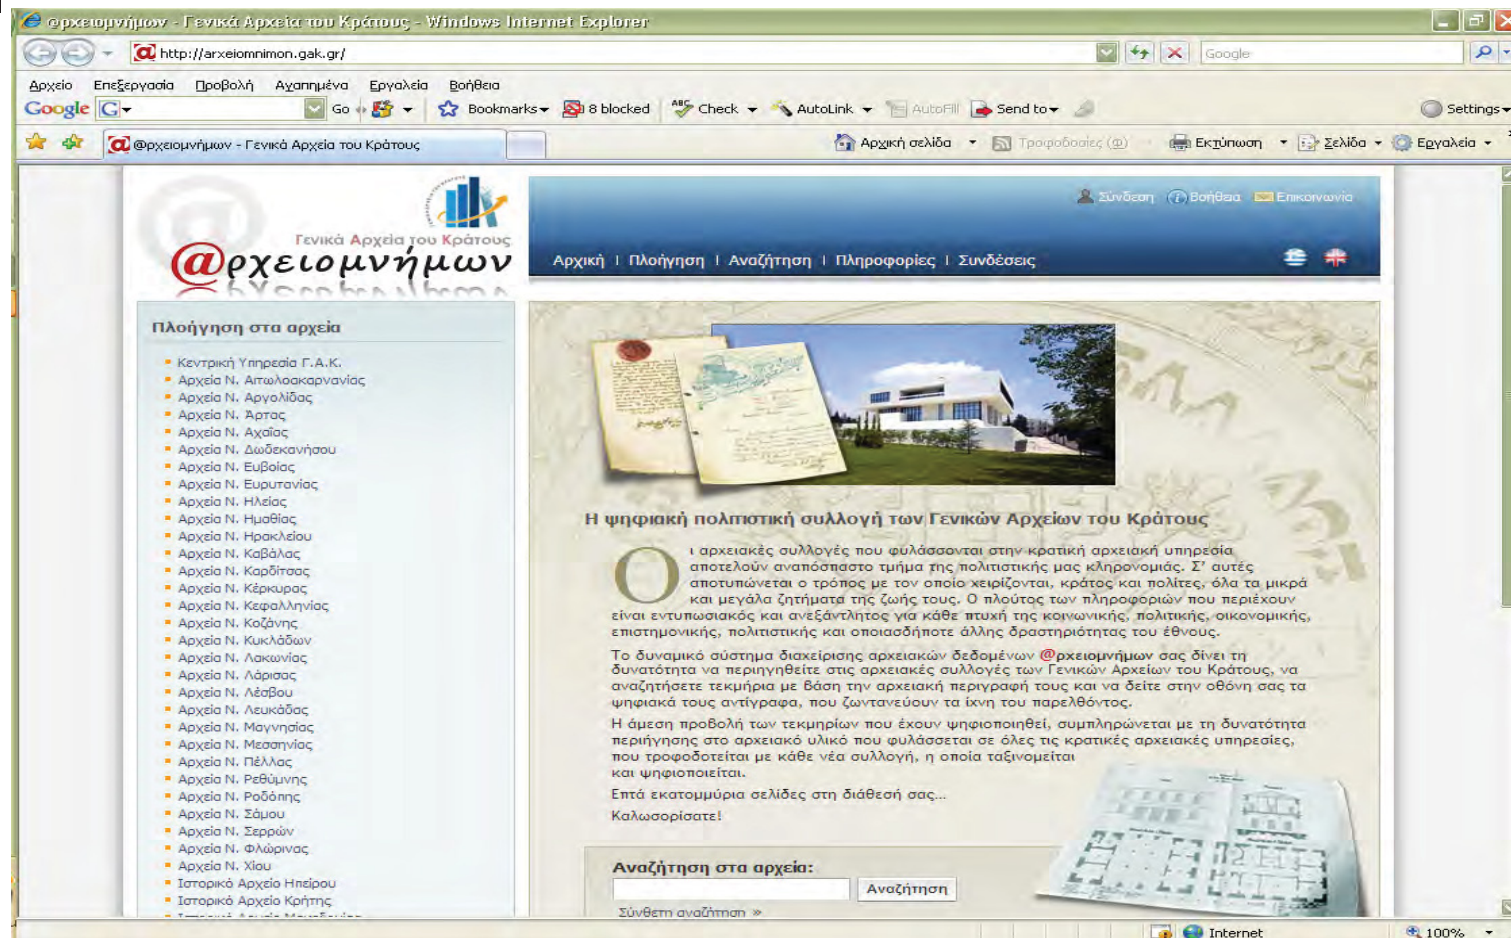 @ρχειομνήμων - Γενικά Αρχεία του Κράτους - Windows Internet Explorer
http://arxeiomnimon.gak.gr/
Google
Αρχείο Επεξεργασία Προβολή Αγαπημένα Εργαλεία Βοήθεια
Google G Go Bookmarks 8 blocked Check AutoLink AutoFill Send to Settings
@ρχειομνήμων - Γενικά Αρχεία του Κράτους
Αρχική σελίδα Τροφοδοσίες (Φ) Εκτύπωση Σελίδα Εργαλεία
Γενικά Αρχεία του Κράτους
@ρχειομνήμων
Σύνδεση Βοήθεια Επικοινωνία
Αρχική | Πλοήγηση | Αναζήτηση | Πληροφορίες | Συνδέσεις
Πλοήγηση στα αρχεία
Κεντρική Υπηρεσία Γ.Α.Κ.
Αρχεία Ν. Αιτωλοακαρνανίας
Αρχεία Ν. Αργολίδας
Αρχεία Ν. Άρτας
Αρχεία Ν. Αχαΐας
Αρχεία Ν. Δωδεκανήσου
Αρχεία Ν. Ευβοίας
Αρχεία Ν. Ευρυτανίας
Αρχεία Ν. Ηλείας
Αρχεία Ν. Ημαθίας
Αρχεία Ν. Ηρακλείου
Αρχεία Ν. Καβάλας
Αρχεία Ν. Καρδίτσας
Αρχεία Ν. Κέρκυρας
Αρχεία Ν. Κεφαλληνίας
Αρχεία Ν. Κοζάνης
Αρχεία Ν. Κυκλάδων
Αρχεία Ν. Λακωνίας
Αρχεία Ν. Λάρισας
Αρχεία Ν. Λέσβου
Αρχεία Ν. Λευκάδας
Αρχεία Ν. Μαγνησίας
Αρχεία Ν. Μεσσηνίας
Αρχεία Ν. Πέλλας
Αρχεία Ν. Ρεθύμνης
Αρχεία Ν. Ροδόπης
Αρχεία Ν. Σάμου
Αρχεία Ν. Σερρών
Αρχεία Ν. Φλώρινας
Αρχεία Ν. Χίου
Ιστορικό Αρχείο Ηπείρου
Ιστορικό Αρχείο Κρήτης
Ιστορικό Αρχείο Μακεδονίας
Η ψηφιακή πολιτιστική συλλογή των Γενικών Αρχείων του Κράτους
Οι αρχειακές συλλογές που φυλάσσονται στην κρατική αρχειακή υπηρεσία
αποτελούν αναπόσπαστο τμήμα της πολιτιστικής μας κληρονομιάς. Σ' αυτές
αποτυπώνεται ο τρόπος με τον οποίο χειρίζονται, κράτος και πολίτες, όλα τα μικρά
και μεγάλα ζητήματα της ζωής τους. Ο πλούτος των πληροφοριών που περιέχουν
είναι εντυπωσιακός και ανεξάντλητος για κάθε πτυχή της κοινωνικής, πολιτικής, οικονομικής,
επιστημονικής, πολιτιστικής και οποιασδήποτε άλλης δραστηριότητας του έθνους.
Το δυναμικό σύστημα διαχείρισης αρχειακών δεδομένων @ρχειομνήμων σας δίνει τη
δυνατότητα να περιηγηθείτε στις αρχειακές συλλογές των Γενικών Αρχείων του Κράτους, να
αναζητήσετε τεκμήρια με βάση την αρχειακή περιγραφή τους και να δείτε στην οθόνη σας τα
ψηφιακά τους αντίγραφα, που ζωντανεύουν τα ίχνη του παρελθόντος.
Η άμεση προβολή των τεκμηρίων που έχουν ψηφιοποιηθεί, συμπληρώνεται με τη δυνατότητα
περιήγησης στο αρχειακό υλικό που φυλάσσεται σε όλες τις κρατικές αρχειακές υπηρεσίες,
που τροφοδοτείται με κάθε νέα συλλογή, η οποία ταξινομείται
και ψηφιοποιείται.
Επτά εκατομμύρια σελίδες στη διάθεσή σας...
Καλωσορίσατε!
Αναζήτηση στα αρχεία:
Αναζήτηση
Σύνθετη αναζήτηση »
Internet 100%